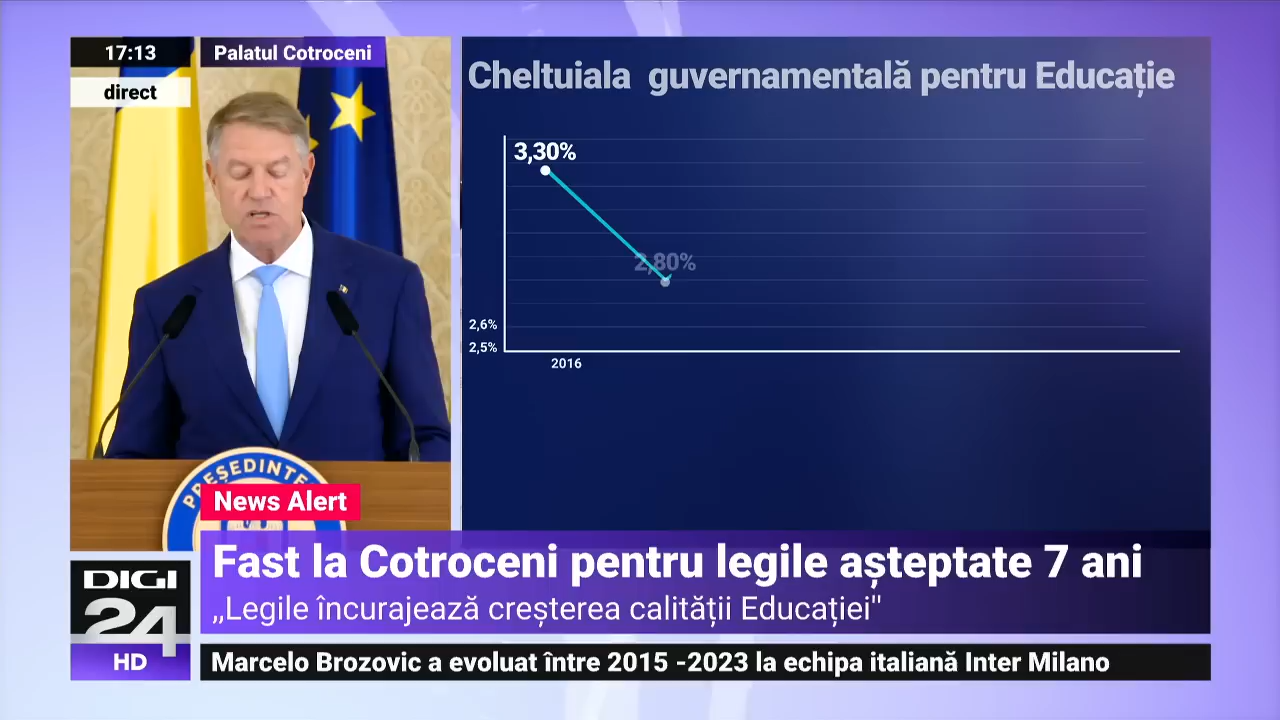 17:13
Palatul Cotroceni
direct
Cheltuiala guvernamentală pentru Educație
3,30%
2,80%
2,6%
2,5%
2016
PREȘEDINTE
News Alert
Fast la Cotroceni pentru legile așteptate 7 ani
„Legile încurajează creșterea calității Educației"
DIGI
24
HD
Marcelo Brozovic a evoluat între 2015 -2023 la echipa italiană Inter Milano